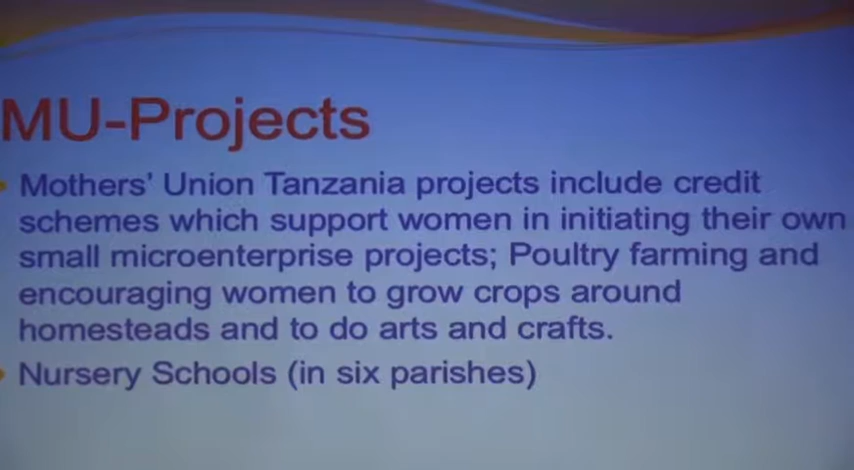 MU-Projects
Mothers' Union Tanzania projects include credit
schemes which support women in initiating their own
small microenterprise projects; Poultry farming and
encouraging women to grow crops around
homesteads and to do arts and crafts.
Nursery Schools (in six parishes)